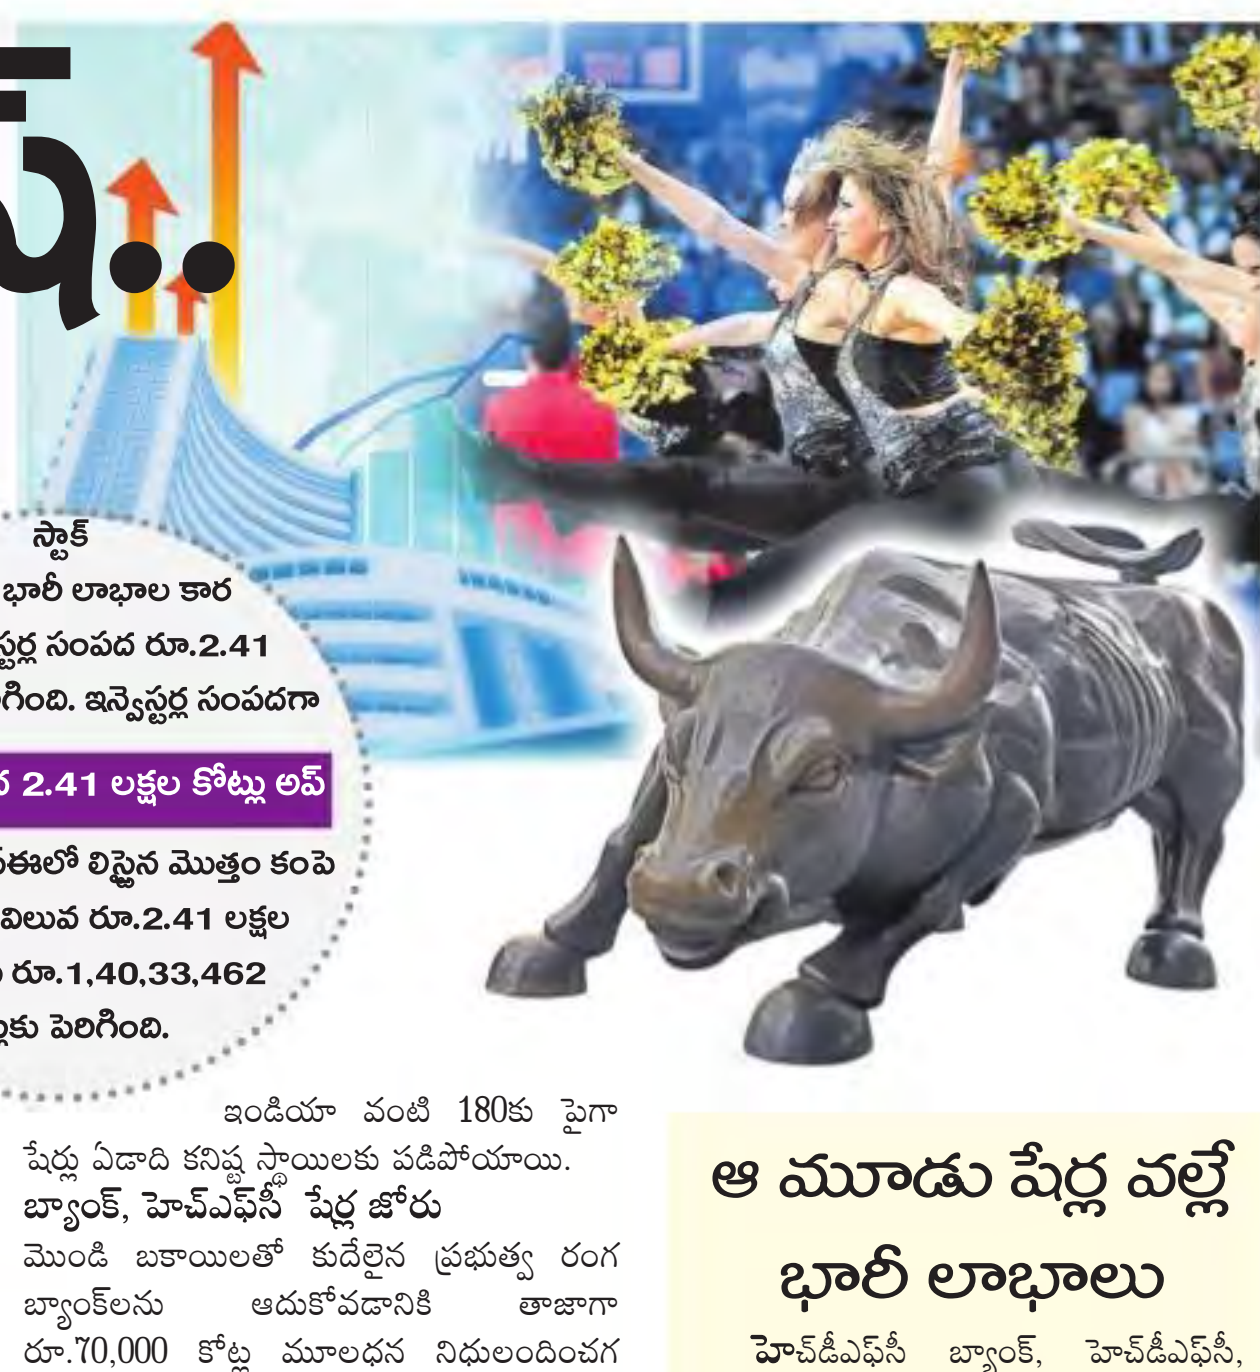 స్టాక్
భారీ లాభాల కార
సంపద రూ.2.41
ఇన్వెస్టర్ల సంపదగా
2.41 లక్షల కోట్లు అప్
లిస్టైన మొత్తం కంపె
విలువ రూ.2.41 లక్షల
రూ.1,40,33,462
పెరిగింది.
ఇండియా వంటి 180కు పైగా
షేర్లు ఏడాది కనిష్ట స్థాయిలకు పడిపోయాయి.
బ్యాంక్, హెచ్ఎఫ్‌సీ షేర్ల జోరు
మొండి బకాయిలతో కుదేలైన ప్రభుత్వ రంగ
బ్యాంక్‌లను ఆదుకోవడానికి తాజాగా
రూ.70,000 కోట్ల మూలధన నిధులందించగ
ఆ మూడు షేర్ల వల్లే
భారీ లాభాలు
హెచ్‌డీఎఫ్‌సీ బ్యాంక్, హెచ్‌డీఎఫ్‌సీ,